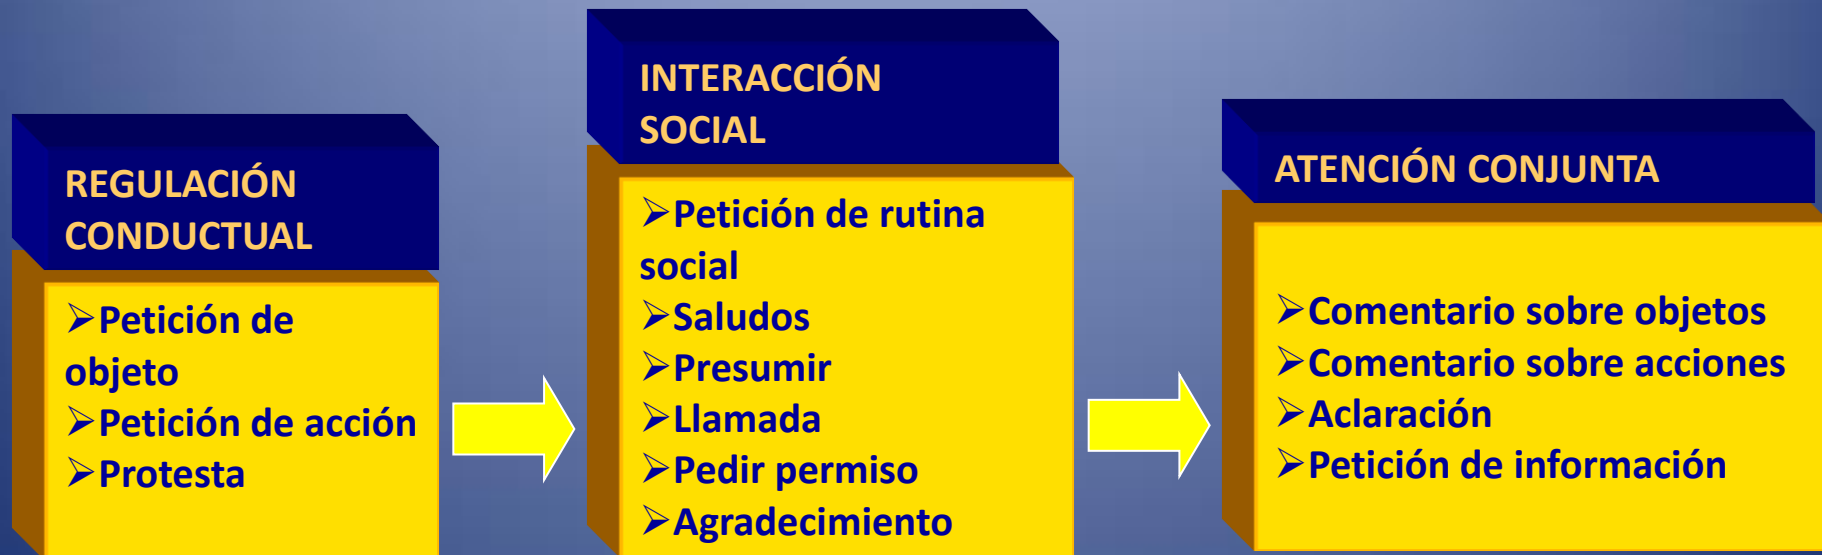 REGULACIÓN
CONDUCTUAL
➢Petición de
objeto
➢Petición de acción
➢Protesta
INTERACCIÓN
SOCIAL
➢Petición de rutina
social
➢Saludos
➢Presumir
➢Llamada
➢Pedir permiso
➢Agradecimiento
ATENCIÓN CONJUNTA
➢Comentario sobre objetos
➢Comentario sobre acciones
➢Aclaración
➢Petición de información